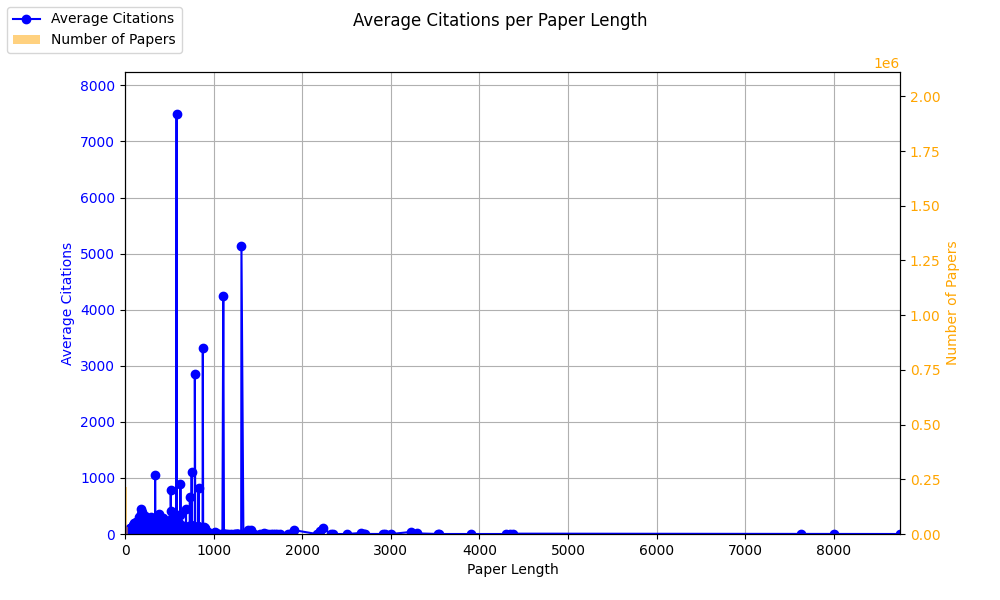 Average Citations per Paper Length
Average Citations
Number of Papers
1e6
8000
7000
6000
5000
4000
3000
2000
1000
0
Average Citations
2.00
1.75
1.50
1.25
1.00
0.75
0.50
0.25
0.00
Number of Papers
0 1000 2000 3000 4000 5000 6000 7000 8000
Paper Length